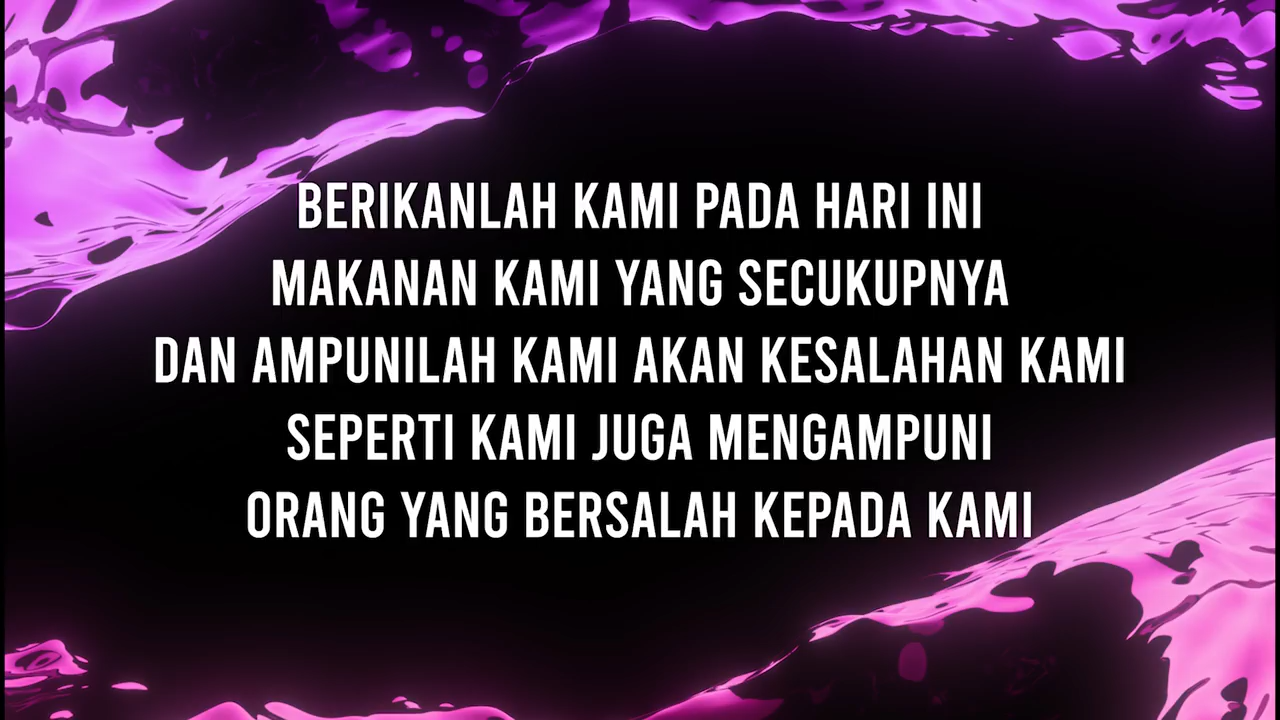 BERIKANLAH KAMI PADA HARI INI
MAKANAN KAMI YANG SECUKUPNYA
DAN AMPUNILAH KAMI AKAN KESALAHAN KAMI
SEPERTI KAMI JUGA MENGAMPUNI
ORANG YANG BERSALAH KEPADA KAMI